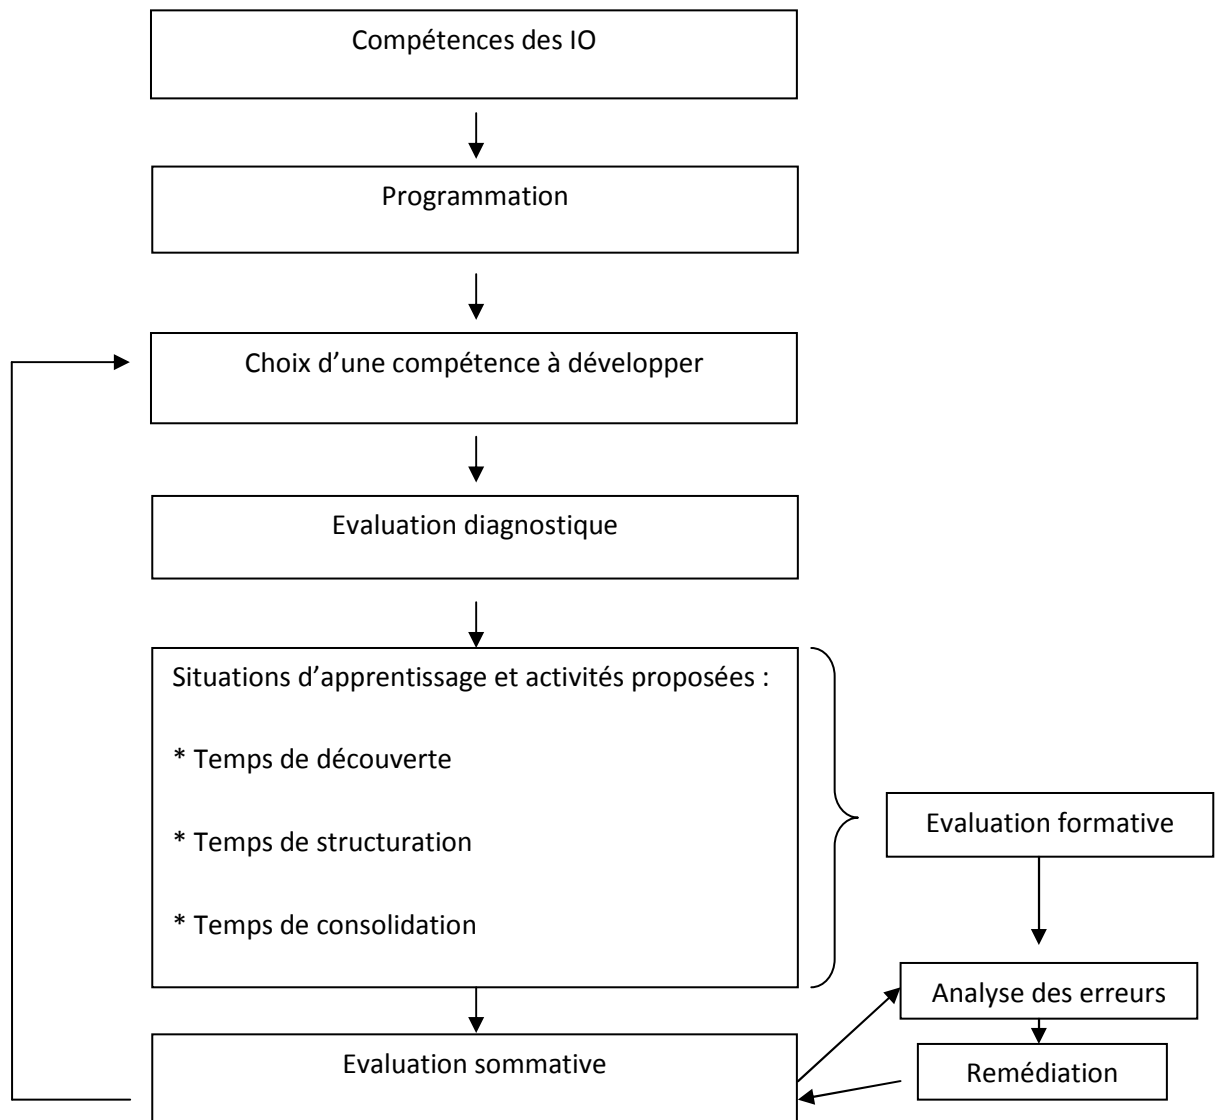 Compétences des IO
Programmation
Choix d’une compétence à développer
Evaluation diagnostique
Situations d’apprentissage et activités proposées :
* Temps de découverte
* Temps de structuration
* Temps de consolidation
Evaluation formative
Analyse des erreurs
Remédiation
Evaluation sommative